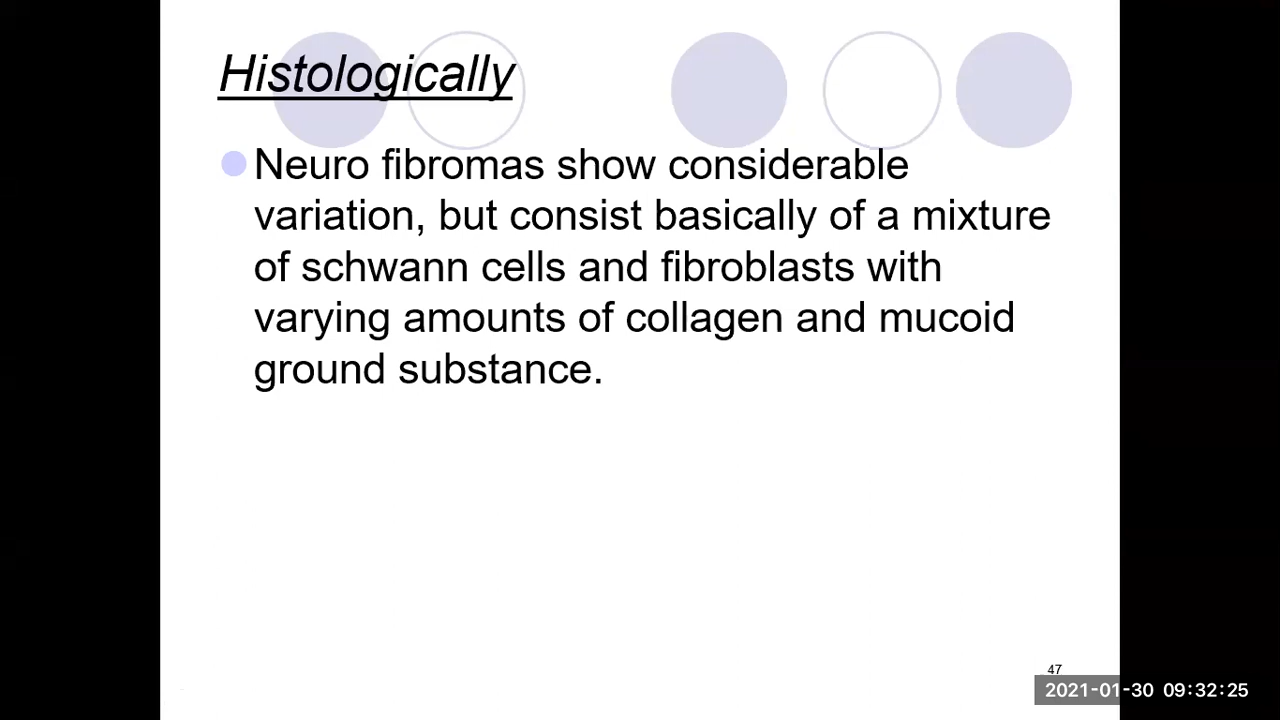 Histologically
Neuro fibromas show considerable
variation, but consist basically of a mixture
of schwann cells and fibroblasts with
varying amounts of collagen and mucoid
ground substance.
47
2021-01-30 09:32:25